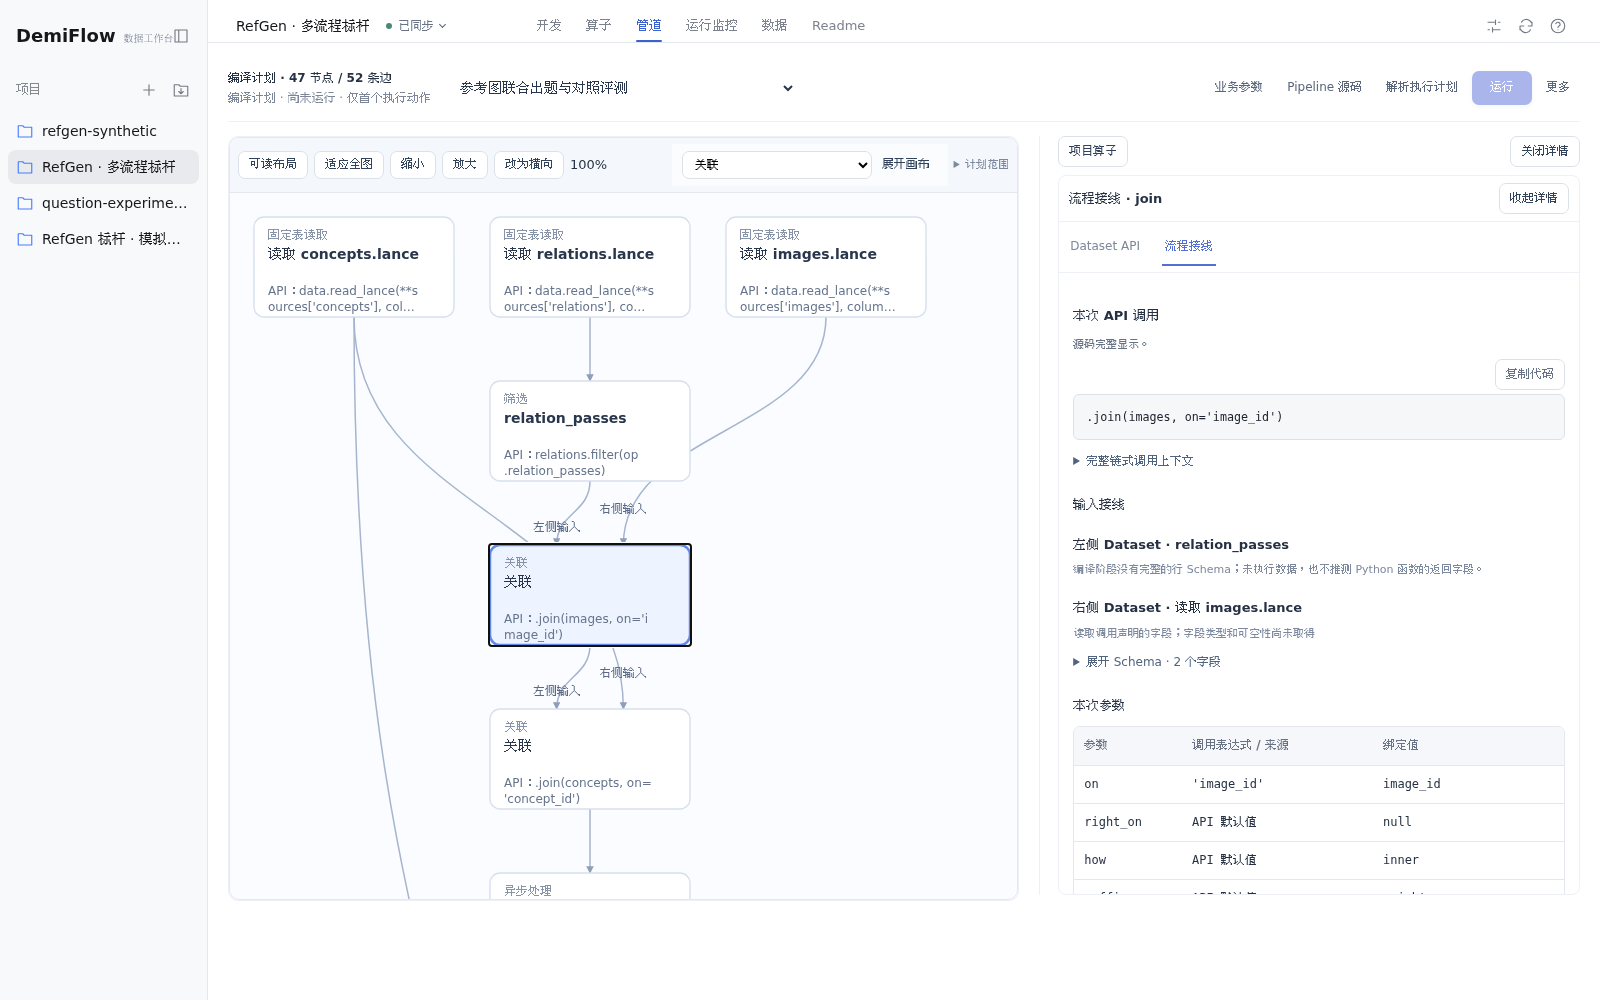 DemiFlow 数据工作台
项目
refgen-synthetic
RefGen · 多流程标杆
question-experime...
RefGen 标杆 · 模拟...
RefGen · 多流程标杆
已同步
开发
算子
管道
运行监控
数据
Readme
编译计划 · 47 节点 / 52 条边
编译计划 · 尚未运行 · 仅首个执行动作
参考图联合出题与对照评测
业务参数
Pipeline 源码
解析执行计划
运行
更多
可读布局
适应全图
缩小
放大
改为横向
100%
关联
展开画布
计划范围
固定表读取
读取 concepts.lance
API：data.read_lance(**s
ources['concepts'], col...
固定表读取
读取 relations.lance
API：data.read_lance(**s
ources['relations'], co...
固定表读取
读取 images.lance
API：data.read_lance(**s
ources['images'], colum...
筛选
relation_passes
API：relations.filter(op
.relation_passes)
右侧输入
左侧输入
关联
关联
API：.join(images, on='i
mage_id')
右侧输入
左侧输入
关联
关联
API：.join(concepts, on=
'concept_id')
异步处理
项目算子
关闭详情
流程接线 · join
收起详情
Dataset API
流程接线
本次 API 调用
源码完整显示。
复制代码
.join(images, on='image_id')
完整链式调用上下文
输入接线
左侧 Dataset · relation_passes
编译阶段没有完整的行 Schema；未执行数据，也不推测 Python 函数的返回字段。
右侧 Dataset · 读取 images.lance
读取调用声明的字段；字段类型和可空性尚未取得
展开 Schema · 2 个字段
本次参数
参数 调用表达式 / 来源 绑定值
on 'image_id' image_id
right_on API 默认值 null
how API 默认值 inner